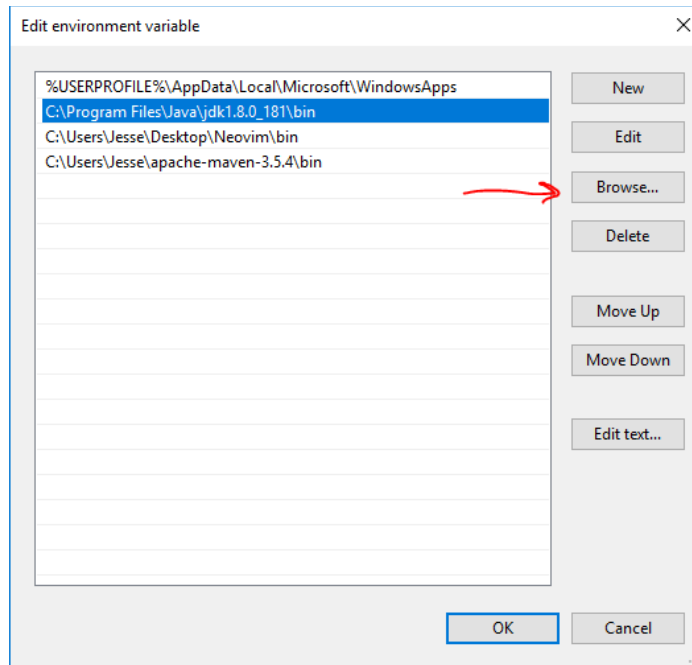 Edit environment variable
%USERPROFILE%\AppData\Local\Microsoft\WindowsApps
C:\Program Files\Java\jdk1.8.0_181\bin
C:\Users\Jesse\Desktop\Neovim\bin
C:\Users\Jesse\apache-maven-3.5.4\bin
New
Edit
Browse...
Delete
Move Up
Move Down
Edit text...
OK
Cancel